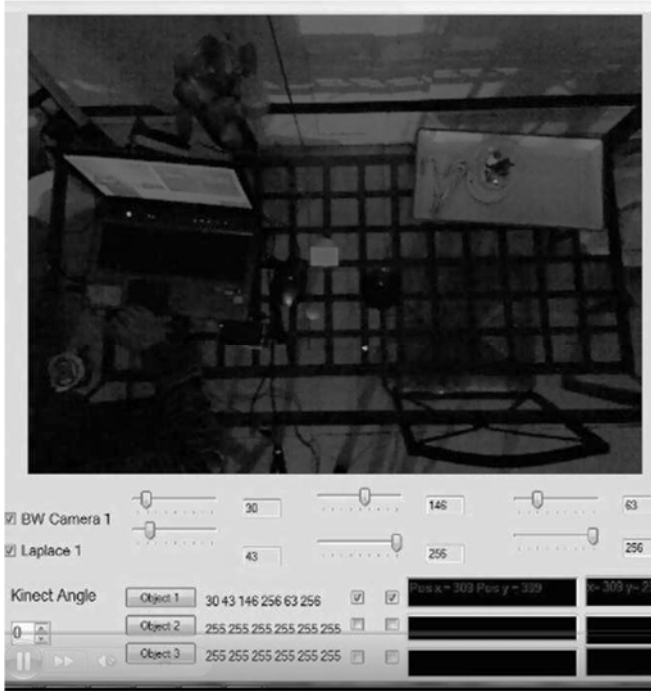 30 146 63
BW Camera 1
Laplace 1
43 256 256
Kinect Angle
Object 1 30 43 146 256 63 256 Pos x = 309 Pos y = 339
0 Object 2 255 255 255 255 255 255
Object 3 255 255 255 255 255 255